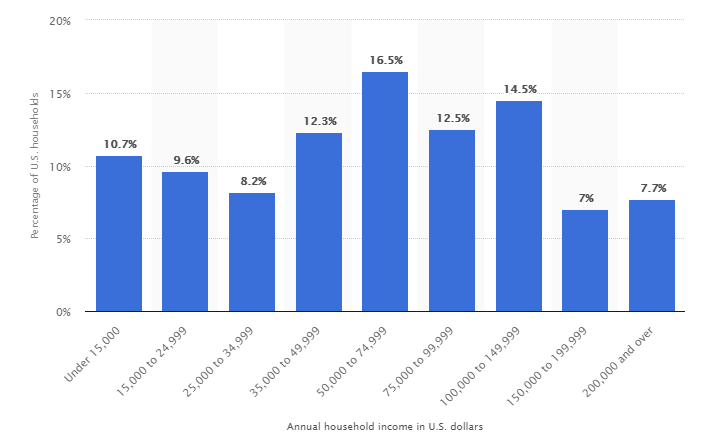 20%
15%
10%
5%
0%
Percentage of U.S. households
10.7%
9.6%
8.2%
12.3%
16.5%
12.5%
14.5%
7%
7.7%
Under 15,000
15,000 to 24,999
25,000 to 34,999
35,000 to 49,999
50,000 to 74,999
75,000 to 99,999
100,000 to 149,999
150,000 to 199,999
200,000 and over
Annual household income in U.S. dollars